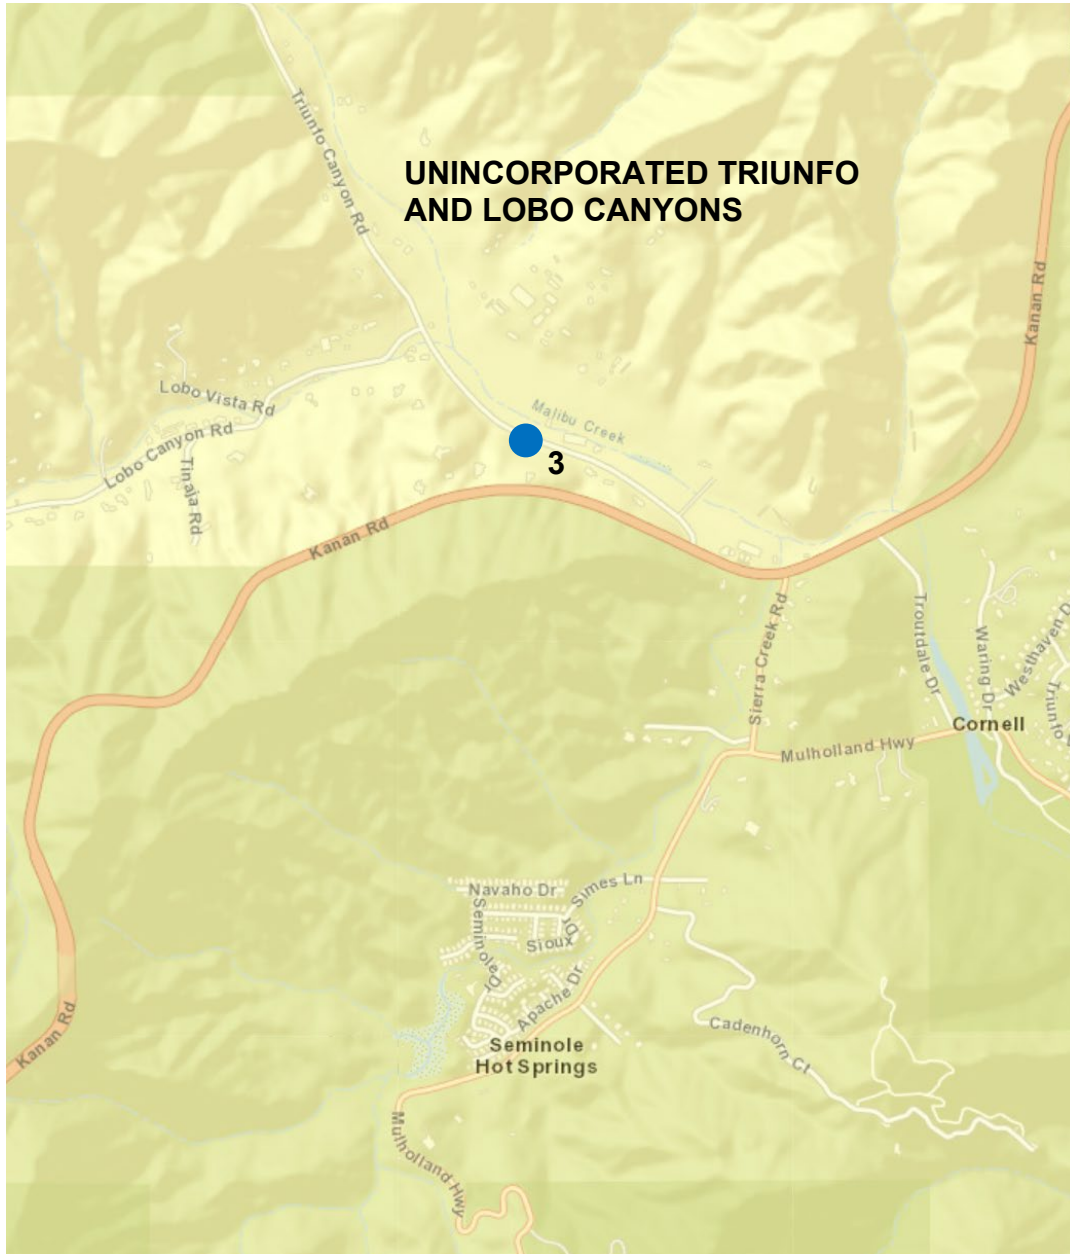 Triunfo Canyon Rd
UNINCORPORATED TRIUNFO
AND LOBO CANYONS
Kanan Rd
Lobo Vista Rd
Malibu Creek
Lobo Canyon Rd
3
Tinaja Rd
Kanan Rd
Sierra Creek Rd
Troutdale Dr
Waring Dr
Westhaven D
Triunfo
Cornell
Mulholland Hwy
Navaho Dr
Simes Ln
Seminole Dr
Sioux Dr
Apache Dr
Kanan Rd
Cadenhorn Ct
Seminole
Hot Springs
Mulholland Hwy